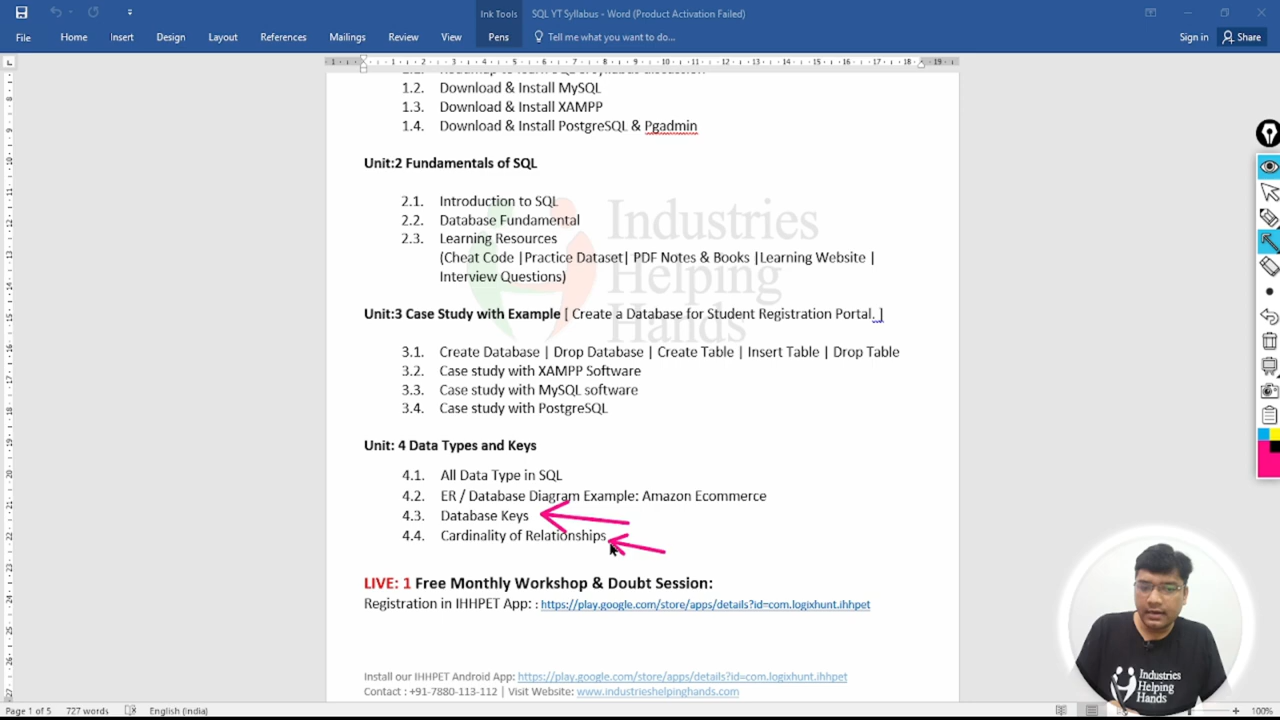 Ink Tools
SQL YT Syllabus - Word (Product Activation Failed)
File Home Insert Design Layout References Mailings Review View Pens Tell me what you want to do... Sign in Share
1.2. Download & Install MySQL
1.3. Download & Install XAMPP
1.4. Download & Install PostgreSQL & Pgadmin
Unit:2 Fundamentals of SQL
2.1. Introduction to SQL
2.2. Database Fundamental
2.3. Learning Resources
(Cheat Code |Practice Dataset| PDF Notes & Books |Learning Website |
Interview Questions)
Industries
Helping
Hands
Unit:3 Case Study with Example [ Create a Database for Student Registration Portal. ]
3.1. Create Database | Drop Database | Create Table | Insert Table | Drop Table
3.2. Case study with XAMPP Software
3.3. Case study with MySQL software
3.4. Case study with PostgreSQL
Unit: 4 Data Types and Keys
4.1. All Data Type in SQL
4.2. ER / Database Diagram Example: Amazon Ecommerce
4.3. Database Keys
4.4. Cardinality of Relationships
LIVE: 1 Free Monthly Workshop & Doubt Session:
Registration in IHHPET App: : https://play.google.com/store/apps/details?id=com.logixhunt.ihhpet
Install our IHHPET Android App: https://play.google.com/store/apps/details?id=com.logixhunt.ihhpet
Contact : +91-7880-113-112 | Visit Website: www.industrieshelpinghands.com
Industries
Helping
Hands
Page 1 of 5 727 words English (India) 100%